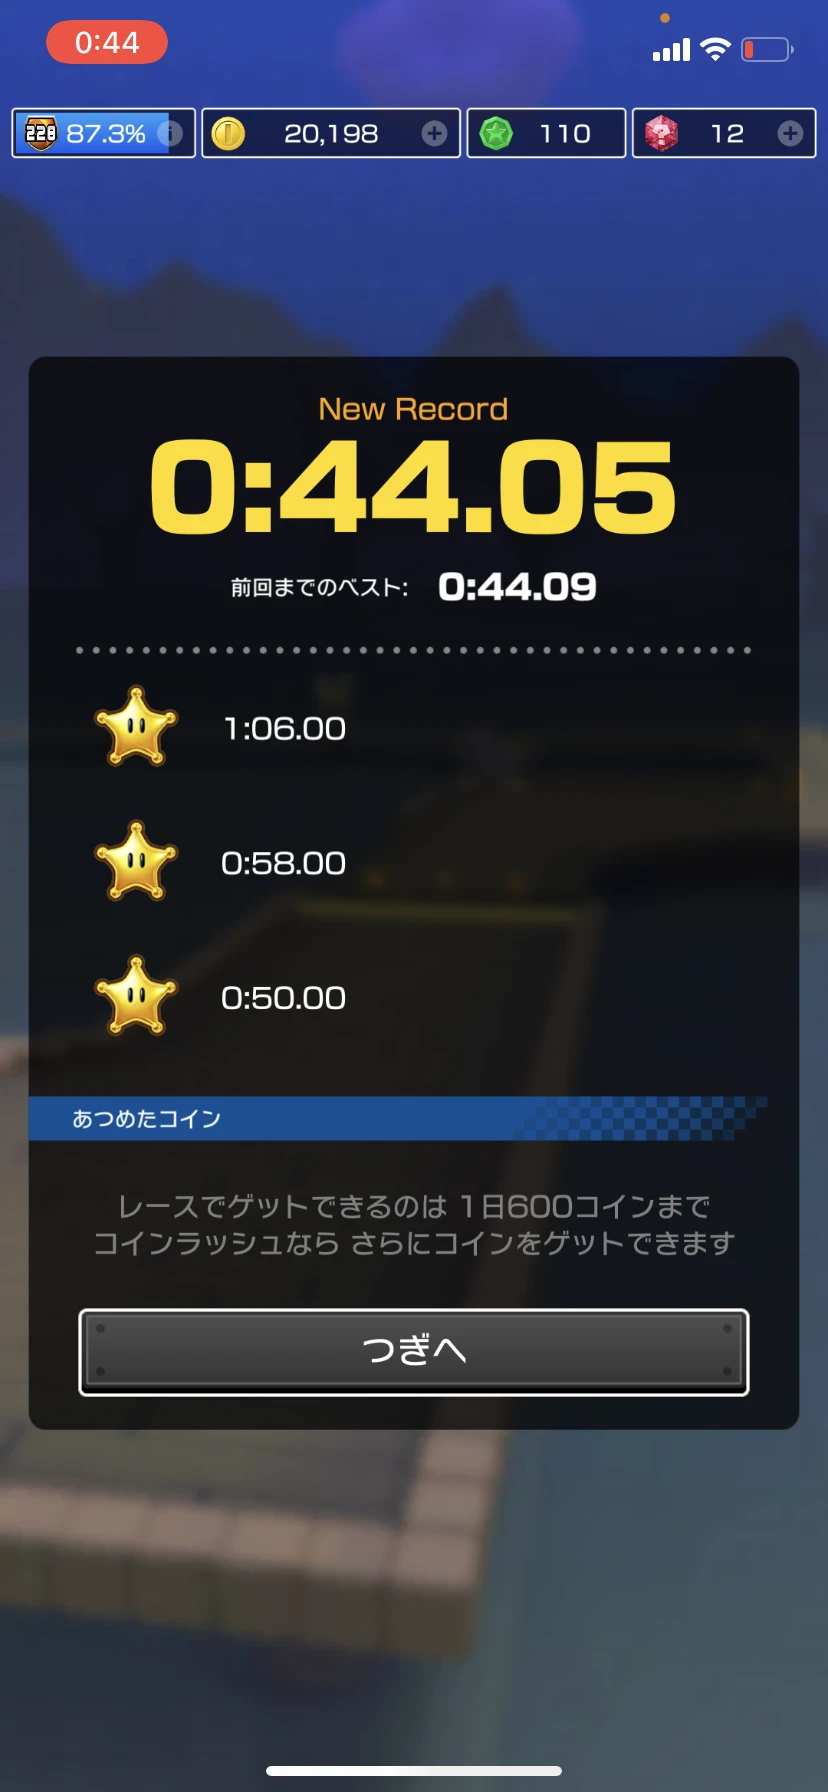 0:44
228 87.3% i 20,198 + 110 ? 12 +
New Record
0:44.05
前回までのベスト: 0:44.09
1:06.00
0:58.00
0:50.00
あつめたコイン
レースでゲットできるのは 1日600コインまで
コインラッシュなら さらにコインをゲットできます
つぎへ